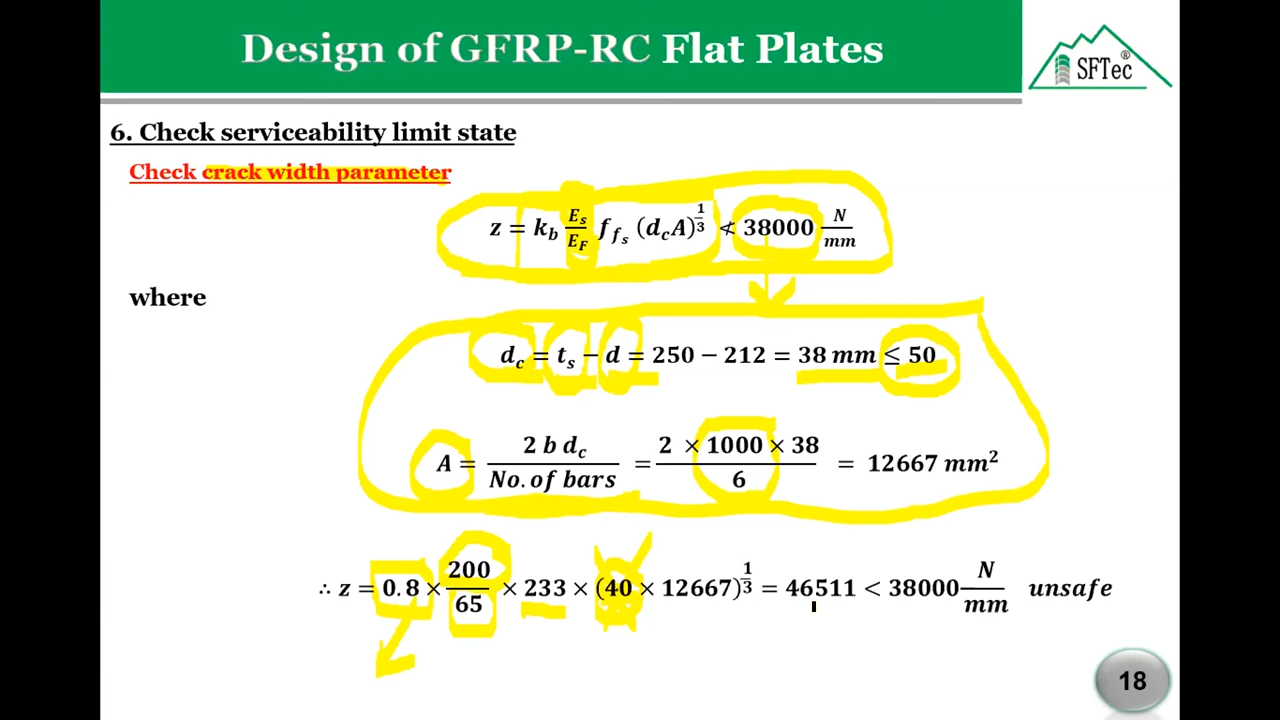 Design of GFRP-RC Flat Plates
SFTec®
6. Check serviceability limit state
Check crack width parameter
z = k_b E_s/E_F f_{f_s} (d_c A)^{1/3} ≮ 38000 N/mm
where
d_c = t_s − d = 250 − 212 = 38 mm ≤ 50
A = 2 b d_c / No. of bars = 2 × 1000 × 38 / 6 = 12667 mm²
∴ z = 0.8 × 200/65 × 233 × (40 × 12667)^{1/3} = 46511 < 38000 N/mm unsafe
18